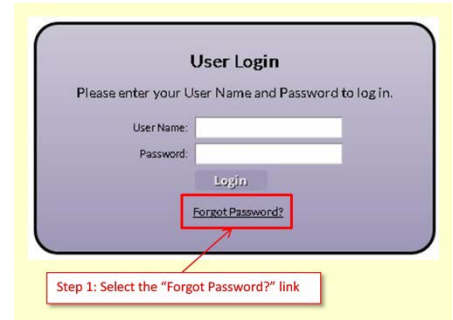 User Login
Please enter your User Name and Password to log in.
User Name:
Password:
Login
Forgot Password?
Step 1: Select the “Forgot Password?” link